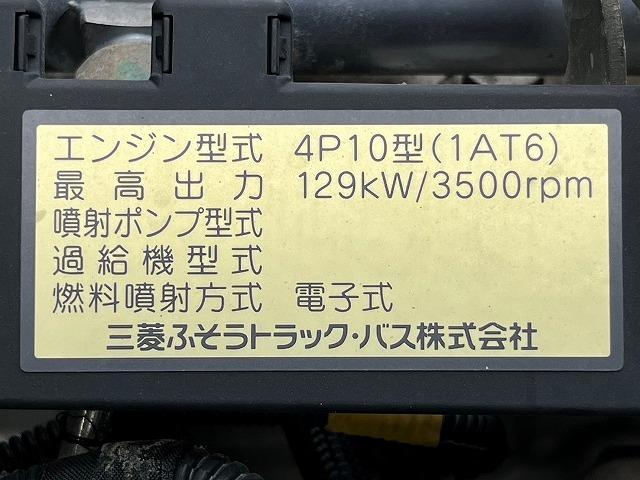 エンジン型式 4P10型(1AT6)
最高出力 129kW/3500rpm
噴射ポンプ型式
過給機型式
燃料噴射方式 電子式
三菱ふそうトラック・バス株式会社